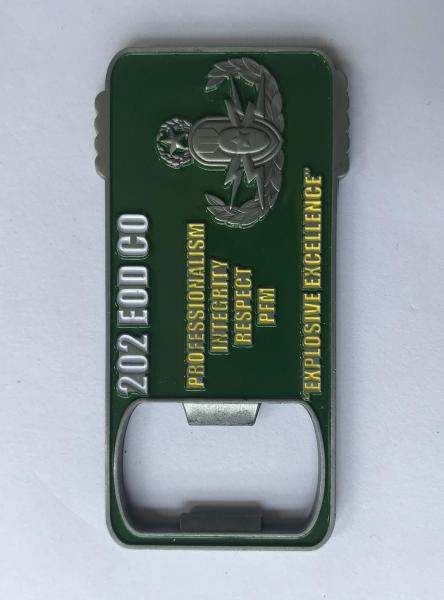 202 EOD CO
PROFESSIONALISM
INTEGRITY
RESPECT
PFM
"EXPLOSIVE EXCELLENCE"